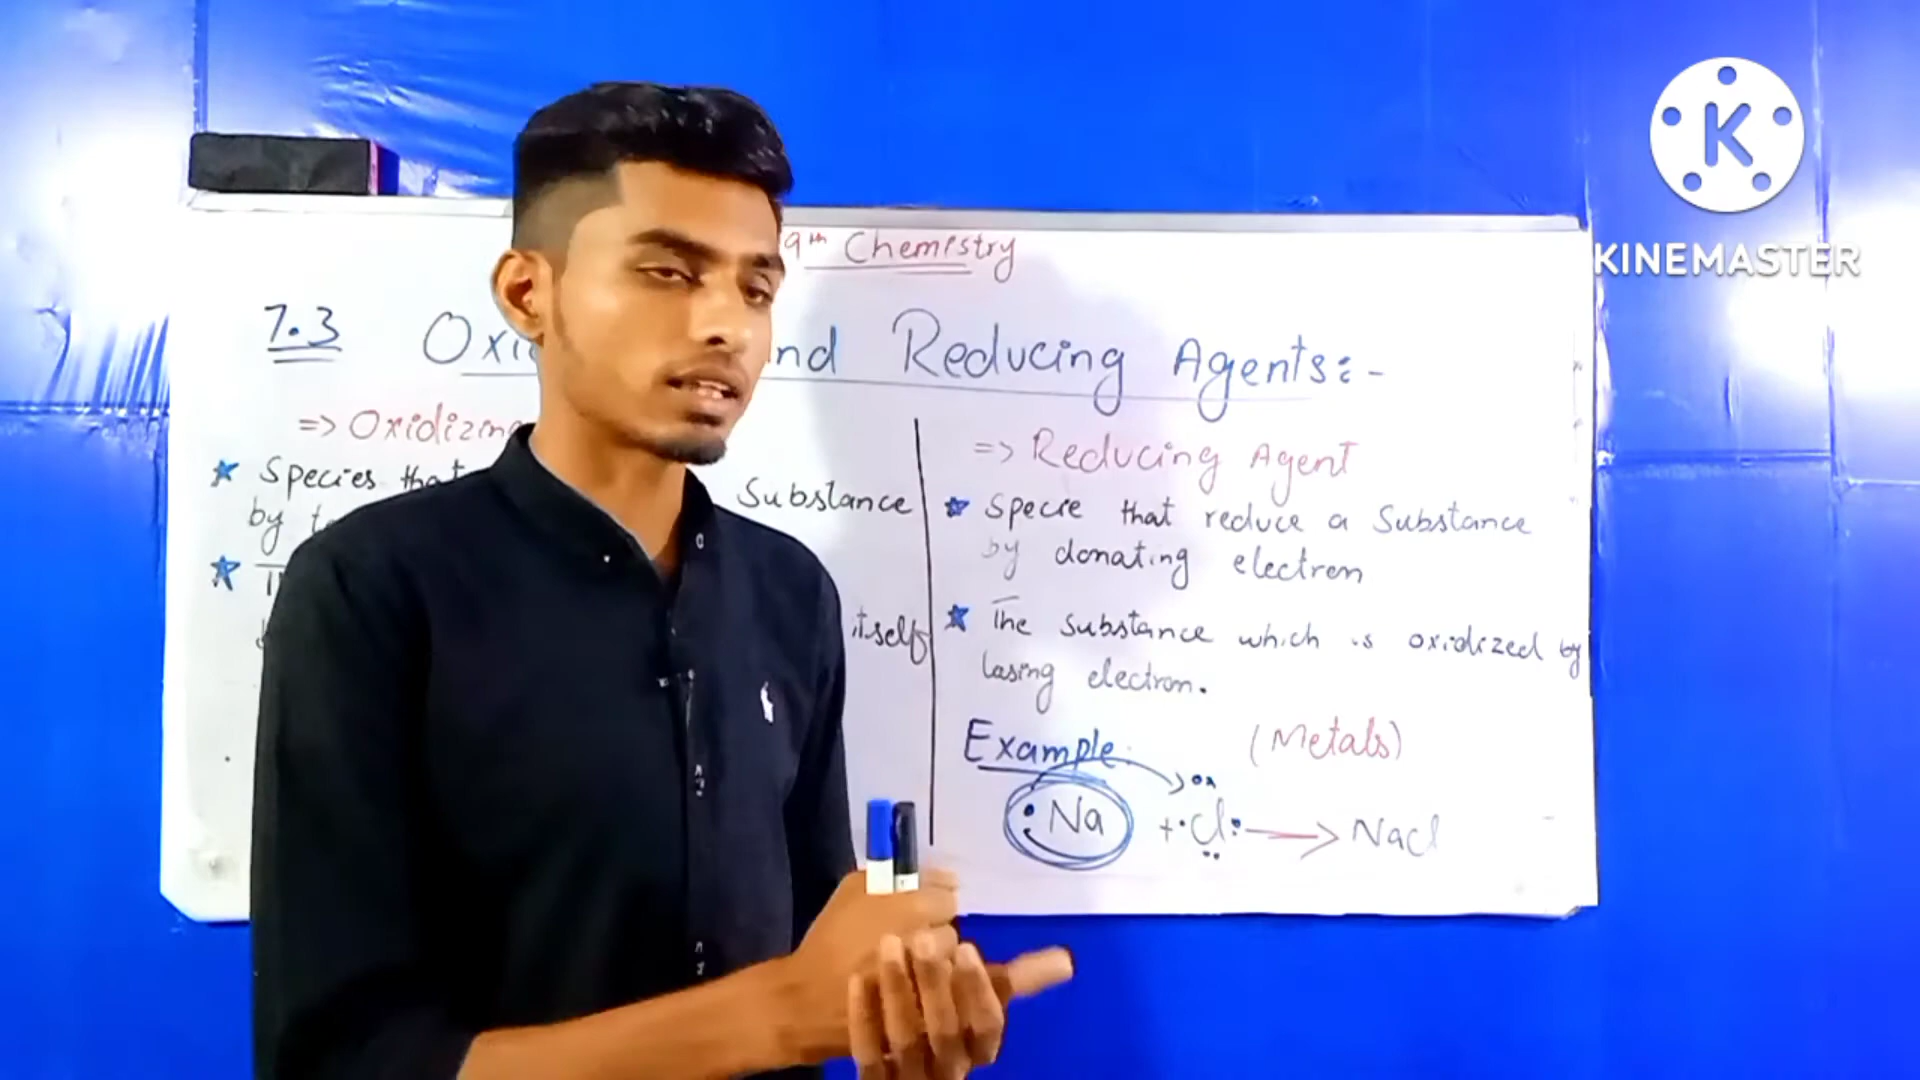 9th Chemistry
7.3 Oxi nd Reducing Agents:-
=> Oxidizing
★ Species that Substance
by
★
itself
=> Reducing Agent
★ Specie that reduce a Substance
by donating electron
★ The substance which is oxidized by
losing electron.
Example: (Metals)
Na + Cl → NaCl
K
KINEMASTER